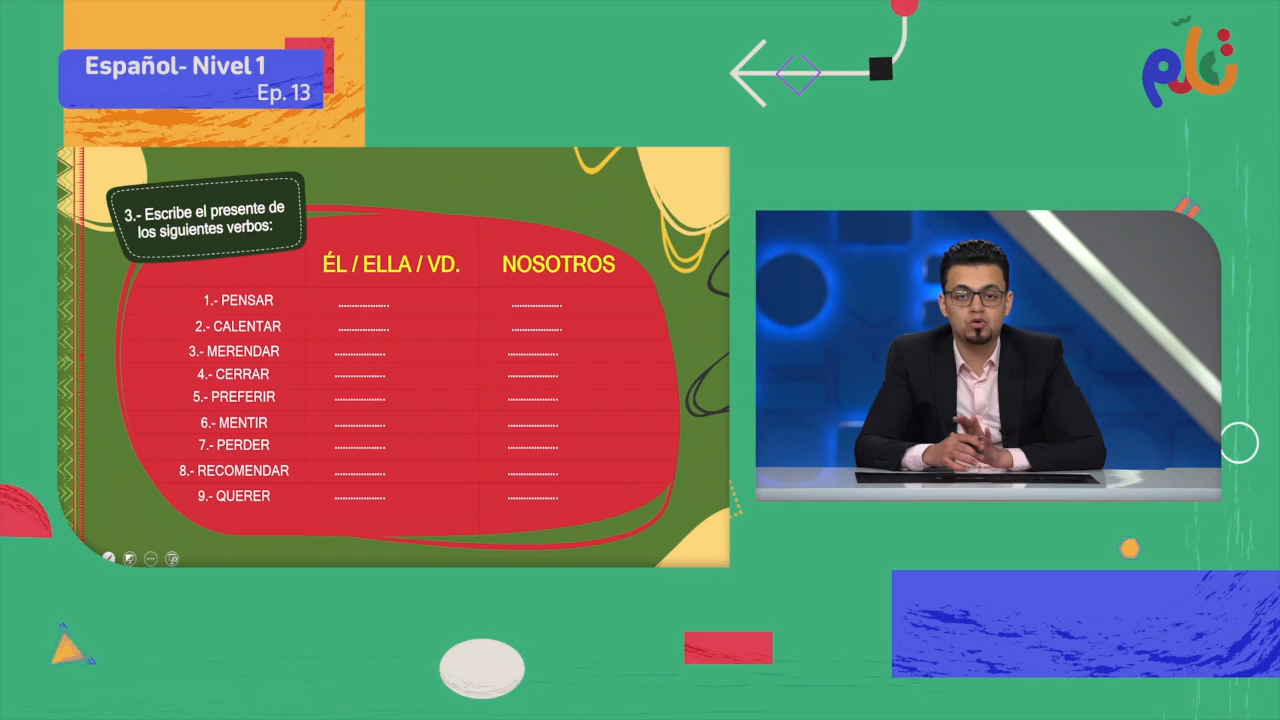 Español- Nivel 1
Ep. 13
تالم
3.- Escribe el presente de
los siguientes verbos:
ÉL / ELLA / VD. NOSOTROS
1.- PENSAR .................. ..................
2.- CALENTAR .................. ..................
3.- MERENDAR .................. ..................
4.- CERRAR .................. ..................
5.- PREFERIR .................. ..................
6.- MENTIR .................. ..................
7.- PERDER .................. ..................
8.- RECOMENDAR .................. ..................
9.- QUERER .................. ..................